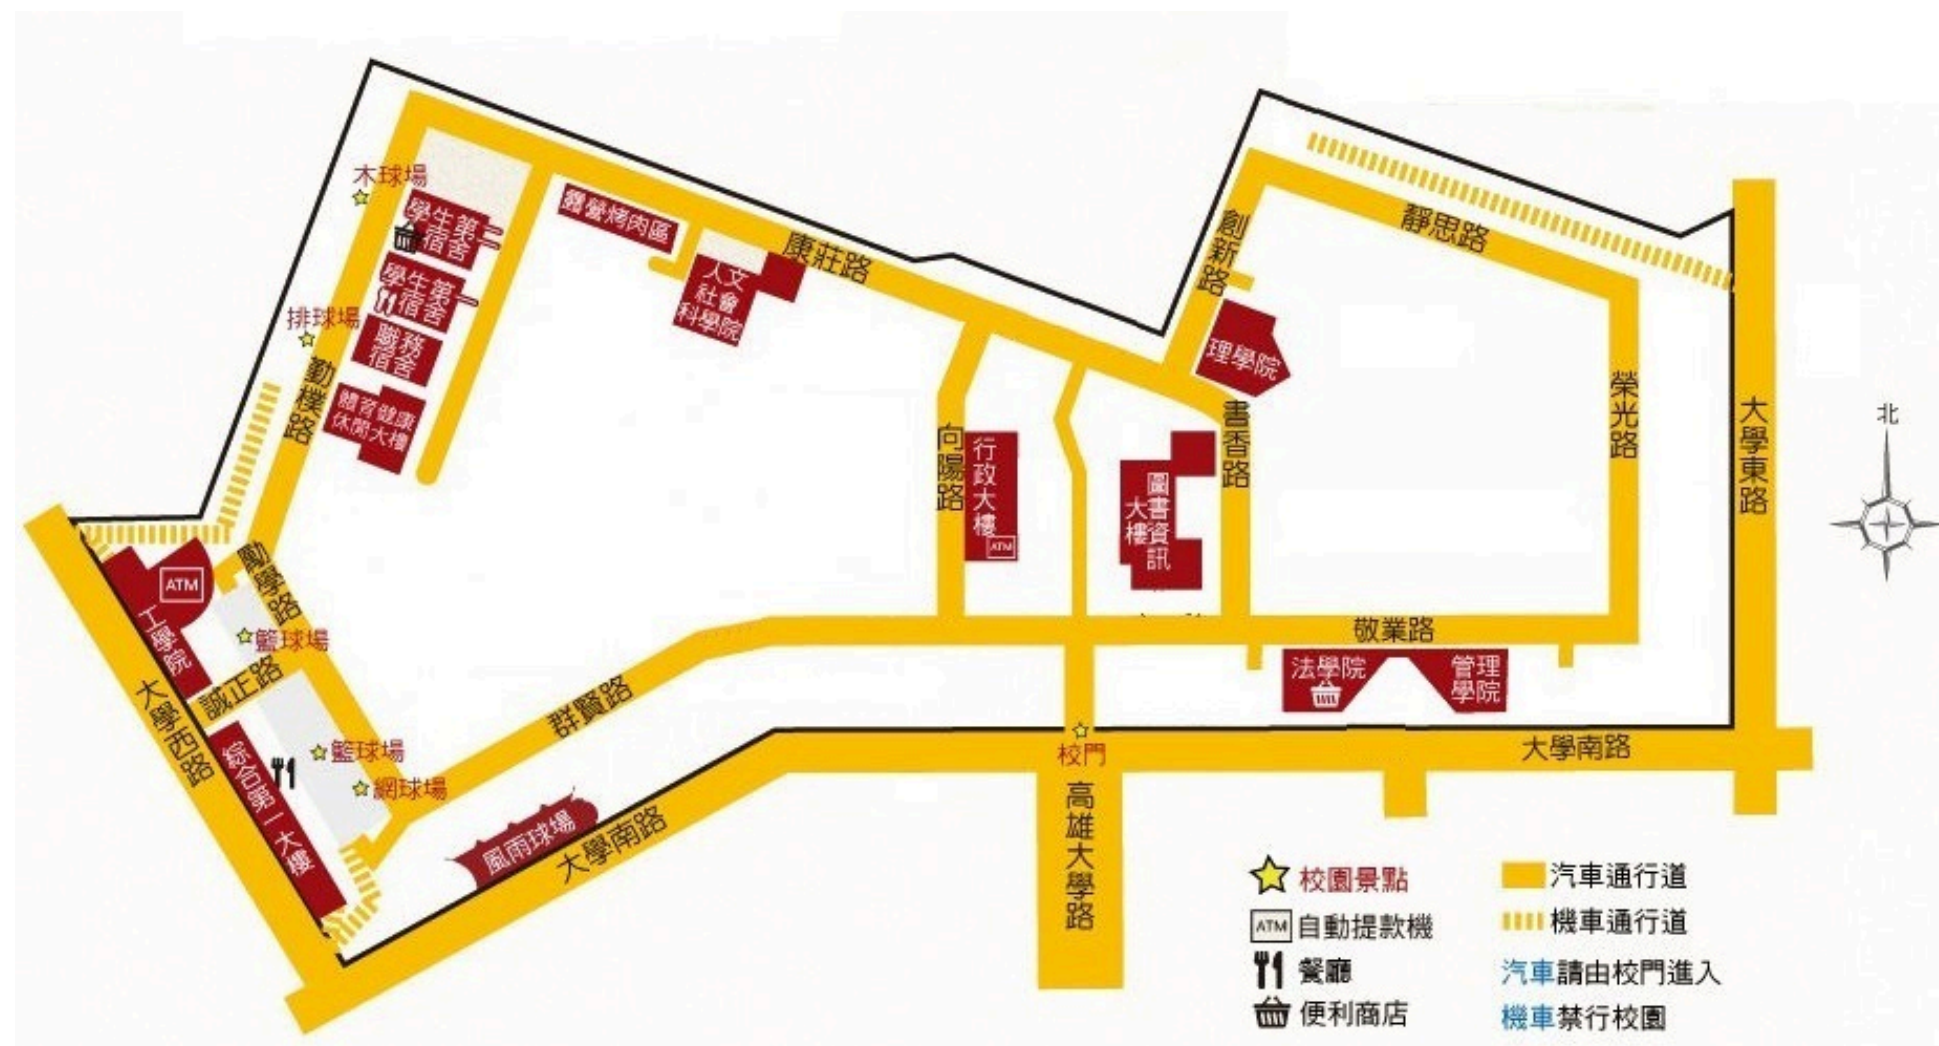 木球場
學生第一
宿舍
學生第二
宿舍
排球場
職務
宿舍
體育健康
休閒大樓
勤樸路
露營烤肉區
人文
社會
科學院
康莊路
創新路
靜思路
理學院
榮光路
大學東路
北
向陽路
行政大樓
ATM
圖書資訊
大樓
書香路
勵學路
ATM
工學院
籃球場
誠正路
大學西路
綜合第一大樓
籃球場
網球場
群賢路
風雨球場
大學南路
敬業路
法學院
管理
學院
校門
大學南路
高雄大學路
校園景點
ATM 自動提款機
餐廳
便利商店
汽車通行道
機車通行道
汽車請由校門進入
機車禁行校園